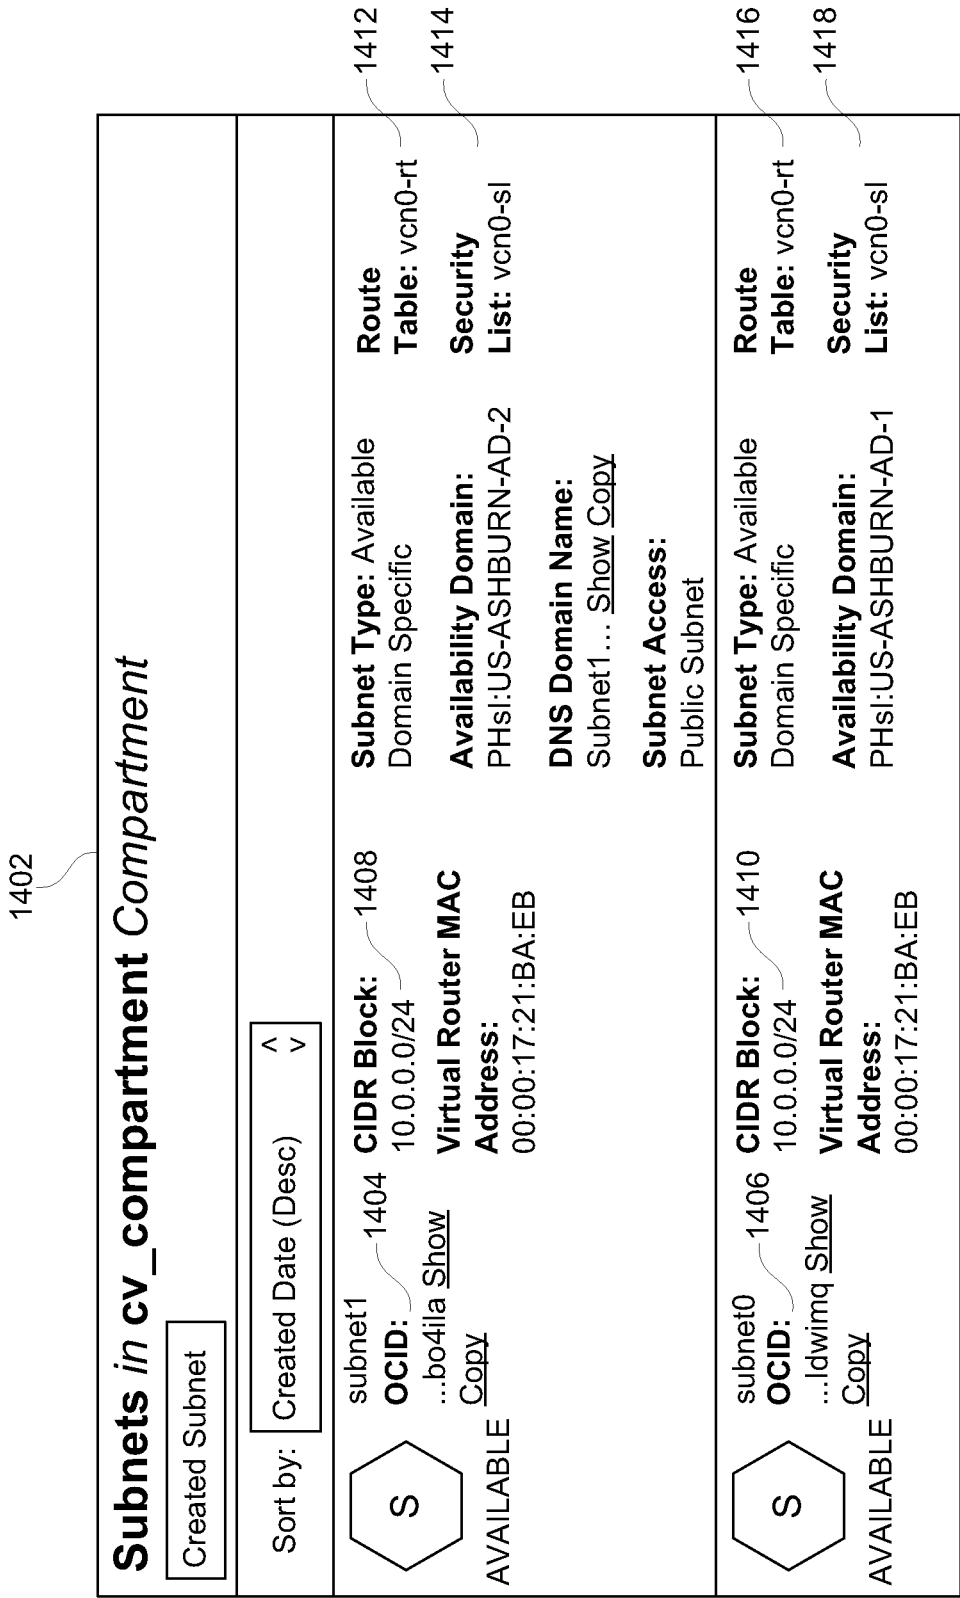 1402
Subnets in cv_compartment Compartment
Created Subnet
Sort by: Created Date (Desc)
S
AVAILABLE
subnet1
OCID: 1404
...bo4ila Show
Copy
CIDR Block: 1408
10.0.0.0/24
Virtual Router MAC
Address:
00:00:17:21:BA:EB
Subnet Type: Available
Domain Specific
Availability Domain:
PHsl:US-ASHBURN-AD-2
DNS Domain Name:
Subnet1... Show Copy
Subnet Access:
Public Subnet
Route
Table: vcn0-rt
1412
Security
List: vcn0-sl
1414
S
AVAILABLE
subnet0
OCID: 1406
...ldwimq Show
Copy
CIDR Block: 1410
10.0.0.0/24
Virtual Router MAC
Address:
00:00:17:21:BA:EB
Subnet Type: Available
Domain Specific
Availability Domain:
PHsl:US-ASHBURN-AD-1
Route
Table: vcn0-rt
1416
Security
List: vcn0-sl
1418